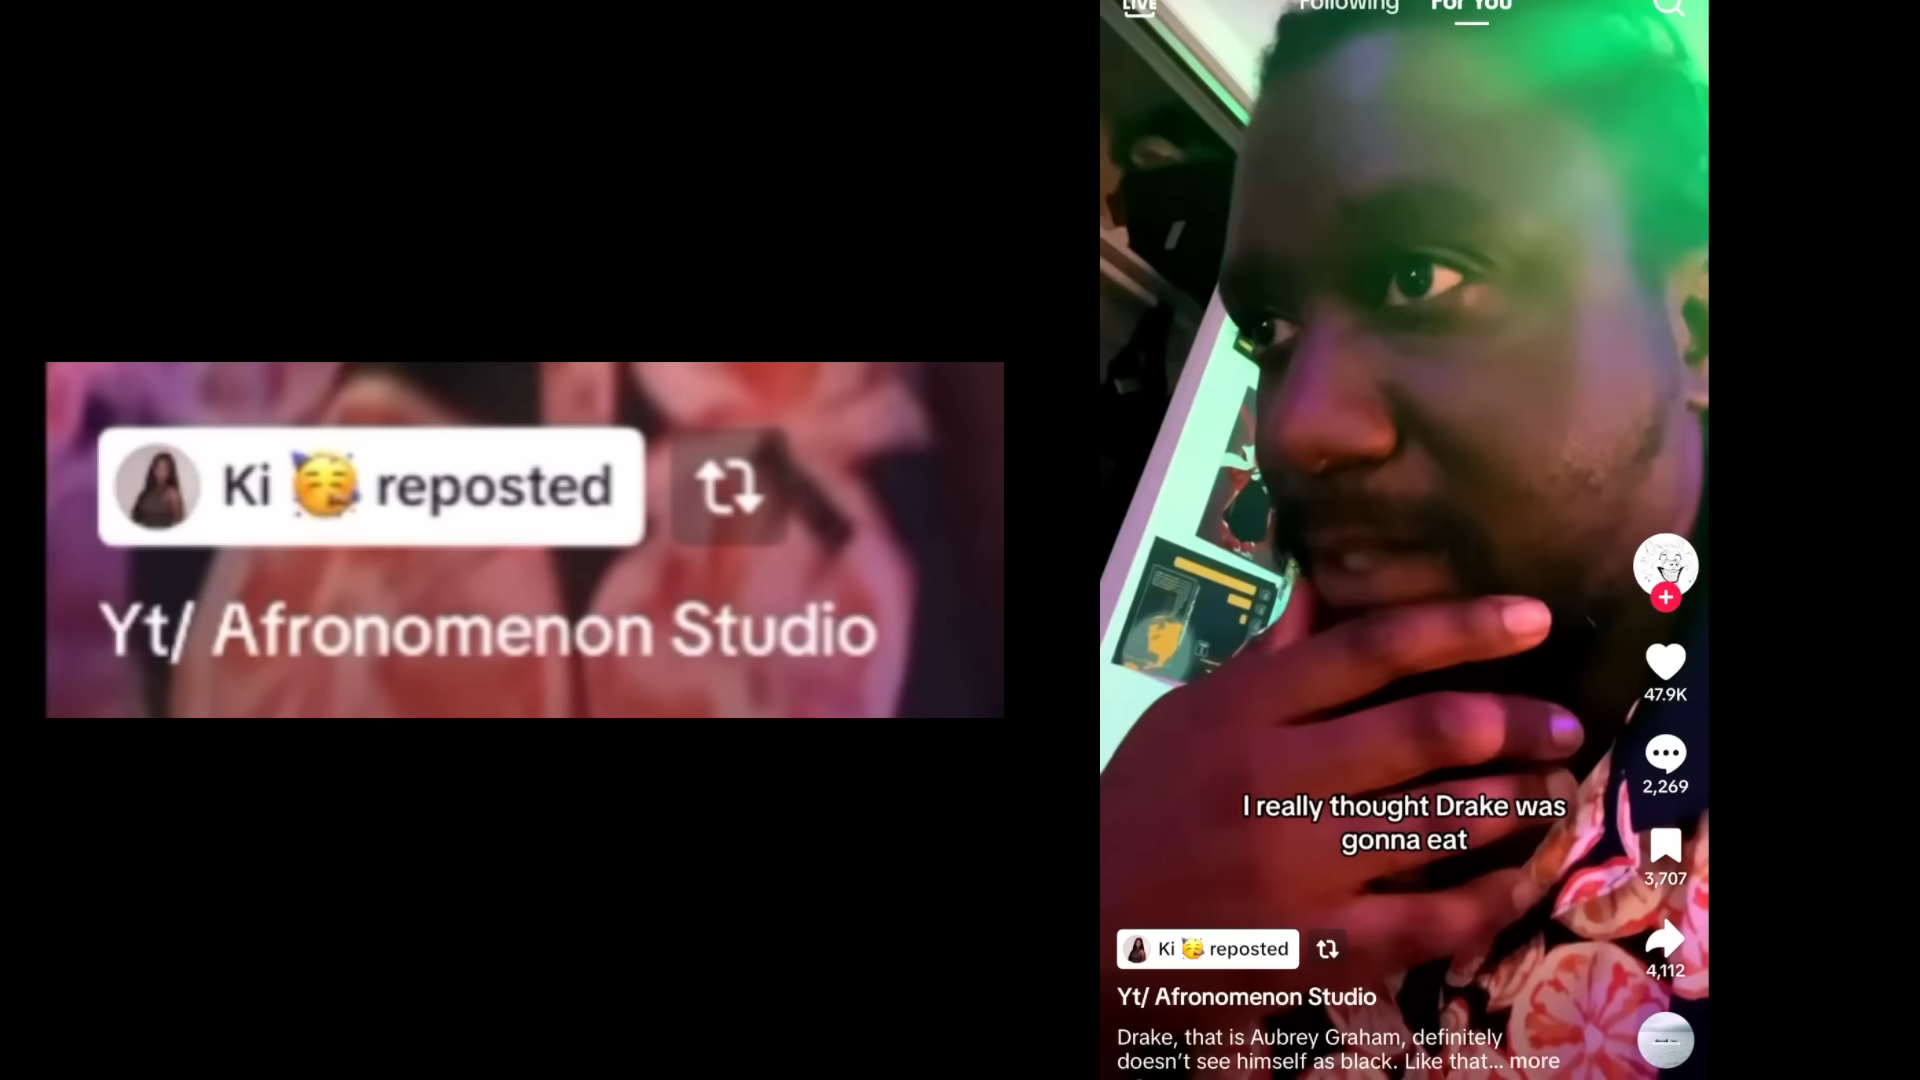 Ki 🥳 reposted
Yt/ Afronomenon Studio
LIVE
Following
For You
47.9K
2,269
3,707
4,112
I really thought Drake was
gonna eat
Ki 🥳 reposted
Yt/ Afronomenon Studio
Drake, that is Aubrey Graham, definitely
doesn't see himself as black. Like that... more